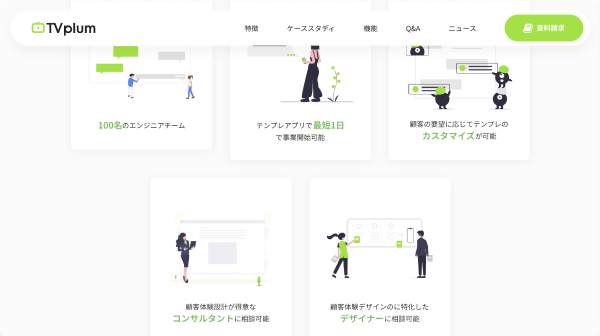 TVplum
特徴
ケーススタディ
機能
Q&A
ニュース
資料請求
100名のエンジニアチーム
テンプレアプリで最短1日
で事業開始可能
顧客の要望に応じてテンプレの
カスタマイズが可能
顧客体験設計が得意な
コンサルタントに相談可能
顧客体験デザインのに特化した
デザイナーに相談可能